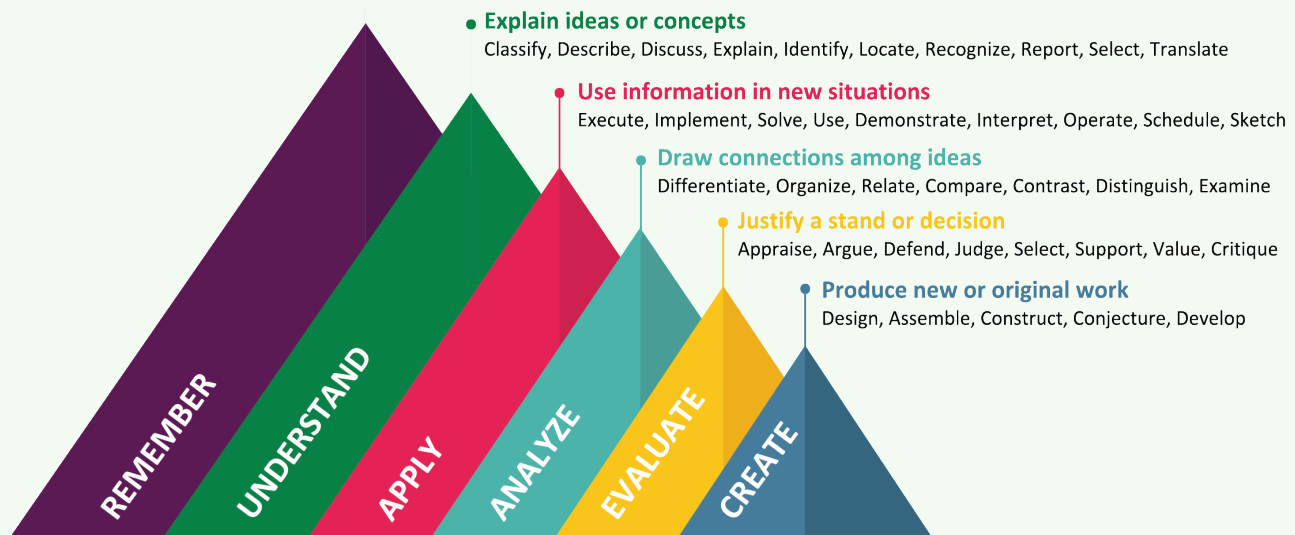 Explain ideas or concepts
Classify, Describe, Discuss, Explain, Identify, Locate, Recognize, Report, Select, Translate
Use information in new situations
Execute, Implement, Solve, Use, Demonstrate, Interpret, Operate, Schedule, Sketch
Draw connections among ideas
Differentiate, Organize, Relate, Compare, Contrast, Distinguish, Examine
Justify a stand or decision
Appraise, Argue, Defend, Judge, Select, Support, Value, Critique
Produce new or original work
Design, Assemble, Construct, Conjecture, Develop
REMEMBER
UNDERSTAND
APPLY
ANALYZE
EVALUATE
CREATE